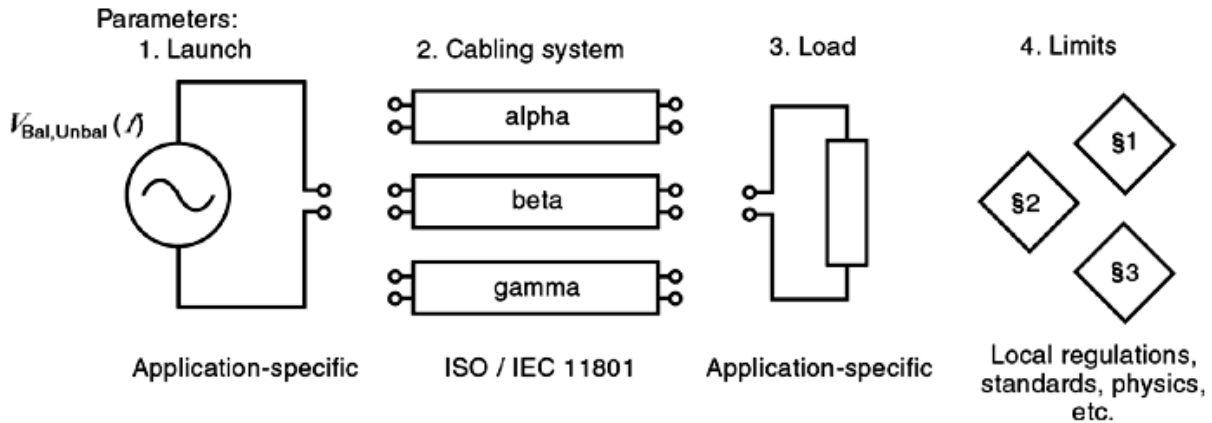 Parameters:
1. Launch
2. Cabling system
3. Load
4. Limits
V Bal,Unbal (f)
alpha
beta
gamma
§1
§2
§3
Application-specific
ISO / IEC 11801
Application-specific
Local regulations,
standards, physics,
etc.